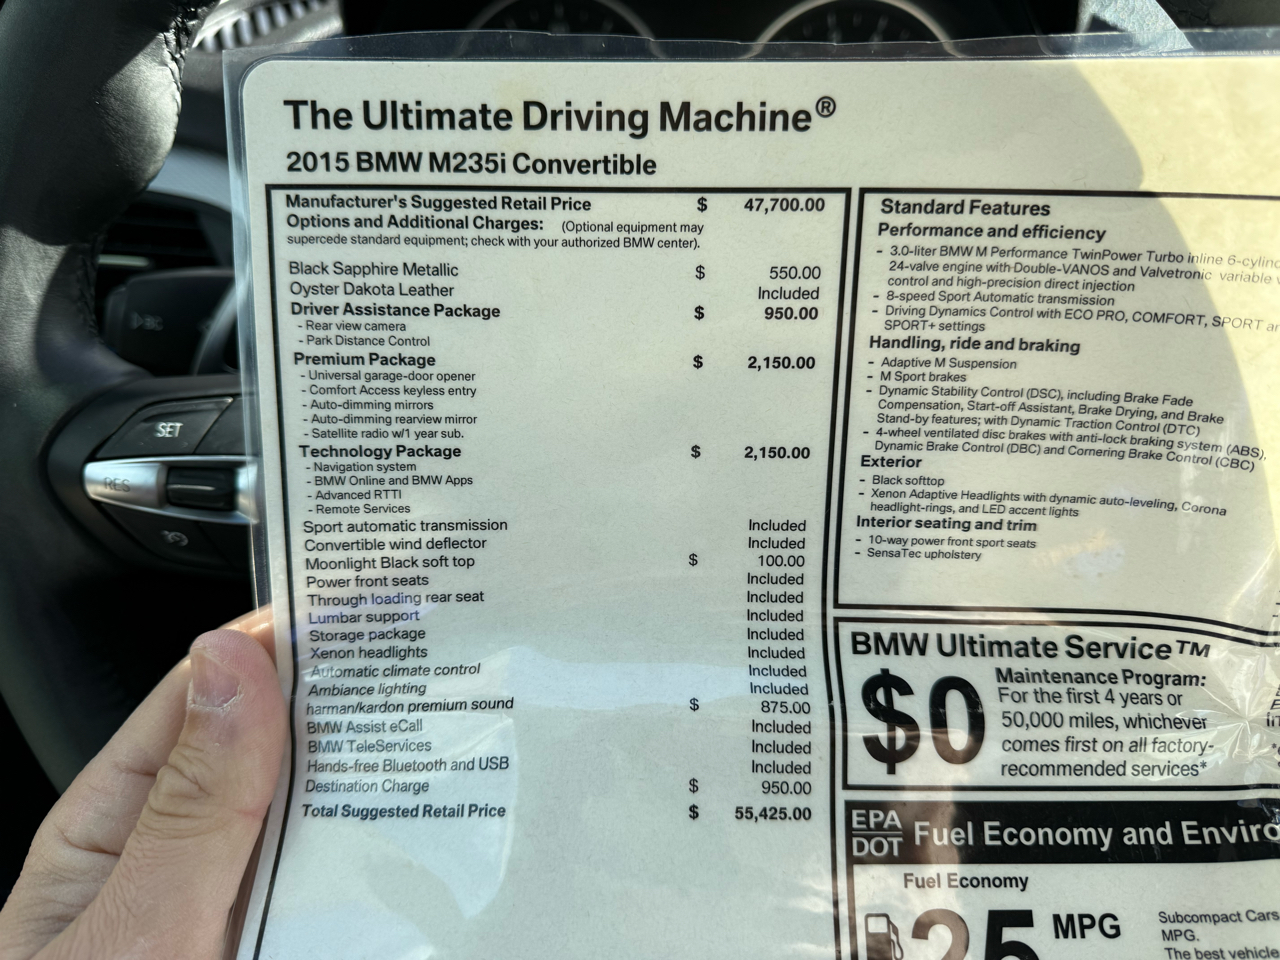 The Ultimate Driving Machine®
2015 BMW M235i Convertible
Manufacturer's Suggested Retail Price $ 47,700.00
Options and Additional Charges: (Optional equipment may
supercede standard equipment; check with your authorized BMW center).
Black Sapphire Metallic $ 550.00
Oyster Dakota Leather Included
Driver Assistance Package $ 950.00
- Rear view camera
- Park Distance Control
Premium Package $ 2,150.00
- Universal garage-door opener
- Comfort Access keyless entry
- Auto-dimming mirrors
- Auto-dimming rearview mirror
- Satellite radio w/1 year sub.
Technology Package $ 2,150.00
- Navigation system
- BMW Online and BMW Apps
- Advanced RTTI
- Remote Services
Sport automatic transmission Included
Convertible wind deflector Included
Moonlight Black soft top $ 100.00
Power front seats Included
Through loading rear seat Included
Lumbar support Included
Storage package Included
Xenon headlights Included
Automatic climate control Included
Ambiance lighting Included
harman/kardon premium sound $ 875.00
BMW Assist eCall Included
BMW TeleServices Included
Hands-free Bluetooth and USB Included
Destination Charge $ 950.00
Total Suggested Retail Price $ 55,425.00
Standard Features
Performance and efficiency
- 3.0-liter BMW M Performance TwinPower Turbo inline 6-cylin
24-valve engine with Double-VANOS and Valvetronic variable
control and high-precision direct injection
- 8-speed Sport Automatic transmission
- Driving Dynamics Control with ECO PRO, COMFORT, SPORT
SPORT+ settings
Handling, ride and braking
- Adaptive M Suspension
- M Sport brakes
- Dynamic Stability Control (DSC), including Brake Fade
Compensation, Start-off Assistant, Brake Drying, and Brake
Stand-by features; with Dynamic Traction Control (DTC)
- 4-wheel ventilated disc brakes with anti-lock braking system (ABS),
Dynamic Brake Control (DBC) and Cornering Brake Control (CBC)
Exterior
- Black softtop
- Xenon Adaptive Headlights with dynamic auto-leveling, Corona
headlight-rings, and LED accent lights
Interior seating and trim
- 10-way power front sport seats
- SensaTec upholstery
BMW Ultimate Service™
$0
Maintenance Program:
For the first 4 years or
50,000 miles, whichever
comes first on all factory-
recommended services*
EPA
DOT
Fuel Economy and Enviro
Fuel Economy
25 MPG
Subcompact Cars
MPG.
The best vehicle
SET
RES